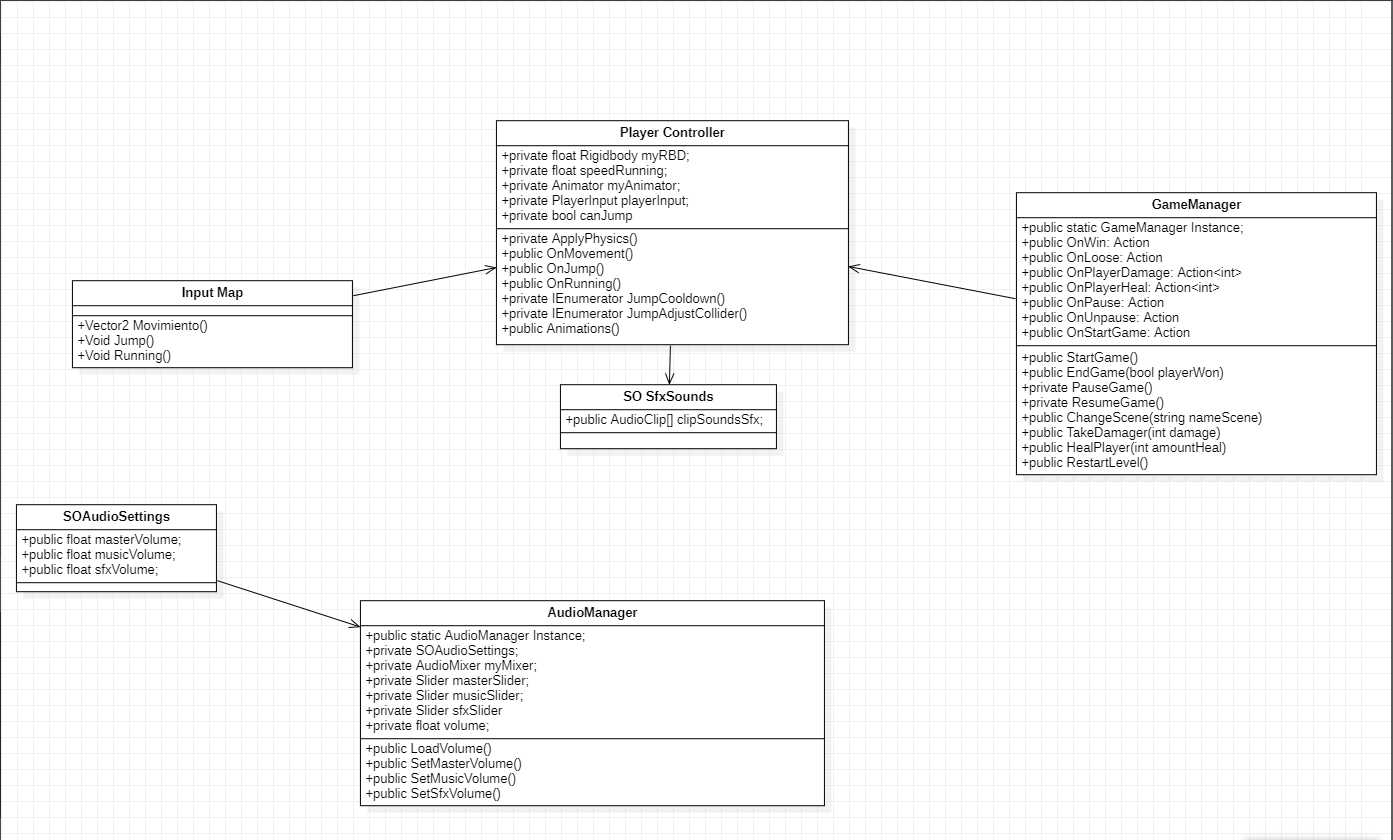 Player Controller
+private float Rigidbody myRBD;
+private float speedRunning;
+private Animator myAnimator;
+private PlayerInput playerInput;
+private bool canJump
+private ApplyPhysics()
+public OnMovement()
+public OnJump()
+public OnRunning()
+private IEnumerator JumpCooldown()
+private IEnumerator JumpAdjustCollider()
+public Animations()
GameManager
+public static GameManager Instance;
+public OnWin: Action
+public OnLoose: Action
+public OnPlayerDamage: Action<int>
+public OnPlayerHeal: Action<int>
+public OnPause: Action
+public OnUnpause: Action
+public OnStartGame: Action
+public StartGame()
+public EndGame(bool playerWon)
+private PauseGame()
+private ResumeGame()
+public ChangeScene(string nameScene)
+public TakeDamager(int damage)
+public HealPlayer(int amountHeal)
+public RestartLevel()
Input Map
+Vector2 Movimiento()
+Void Jump()
+Void Running()
SO SfxSounds
+public AudioClip[] clipSoundsSfx;
SOAudioSettings
+public float masterVolume;
+public float musicVolume;
+public float sfxVolume;
AudioManager
+public static AudioManager Instance;
+private SOAudioSettings;
+private AudioMixer myMixer;
+private Slider masterSlider;
+private Slider musicSlider;
+private Slider sfxSlider
+private float volume;
+public LoadVolume()
+public SetMasterVolume()
+public SetMusicVolume()
+public SetSfxVolume()